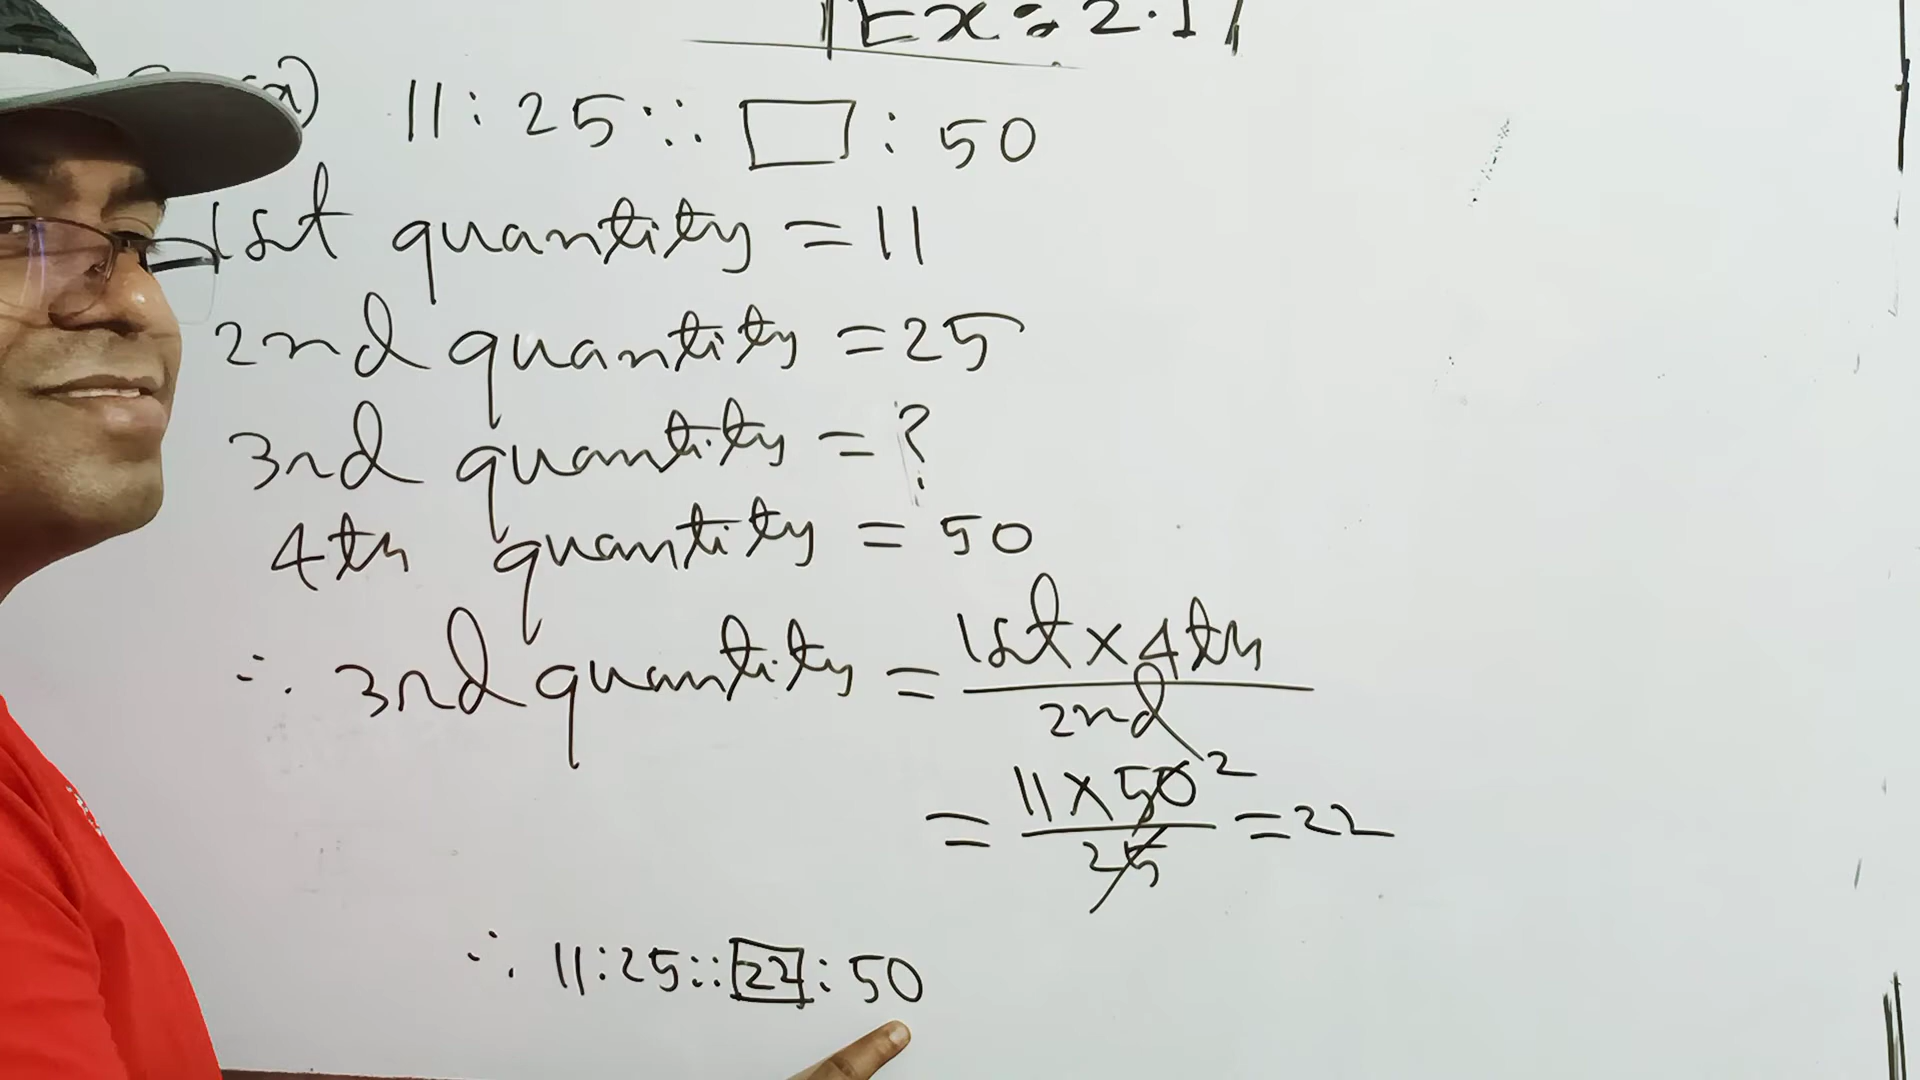 Ex: 2.1
a) 11 : 25 :: □ : 50
1st quantity = 11
2nd quantity = 25
3rd quantity = ?
4th quantity = 50
∴ 3rd quantity = 1st × 4th / 2nd
= 11 × 50 2 / 25 = 22
∴ 11 : 25 :: 22 : 50